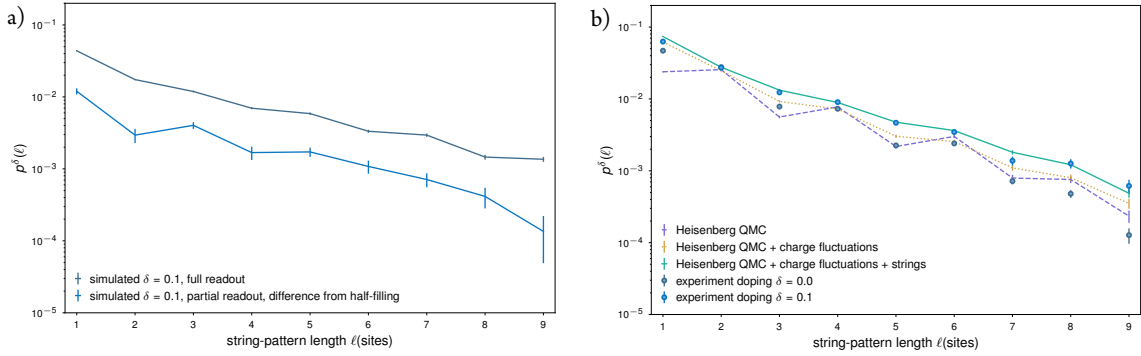 a)
10⁻¹
10⁻²
10⁻³
10⁻⁴
10⁻⁵
pᵟ(ℓ)
simulated δ = 0.1, full readout
simulated δ = 0.1, partial readout, difference from half-filling
1 2 3 4 5 6 7 8 9
string-pattern length ℓ(sites)
b)
10⁻¹
10⁻²
10⁻³
10⁻⁴
10⁻⁵
pᵟ(ℓ)
Heisenberg QMC
Heisenberg QMC + charge fluctuations
Heisenberg QMC + charge fluctuations + strings
experiment doping δ = 0.0
experiment doping δ = 0.1
1 2 3 4 5 6 7 8 9
string-pattern length ℓ(sites)